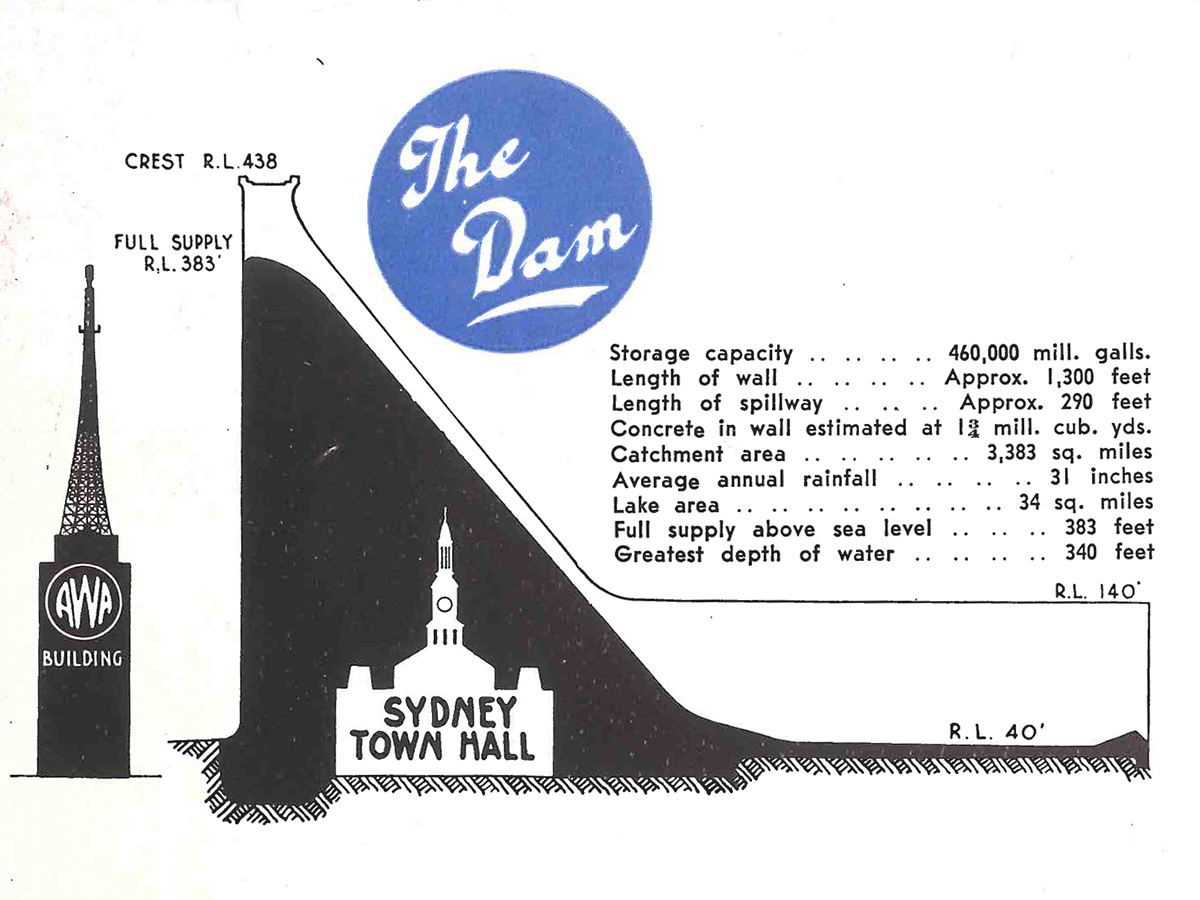 The
Dam
CREST R.L.438
FULL SUPPLY
R.L.383'
Storage capacity .. .. .. .. 460,000 mill. galls.
Length of wall .. .. .. .. Approx. 1,300 feet
Length of spillway .. .. .. Approx. 290 feet
Concrete in wall estimated at 1¾ mill. cub. yds.
Catchment area .. .. .. .. .. 3,383 sq. miles
Average annual rainfall .. .. .. .. 31 inches
Lake area .. .. .. .. .. .. .. .. 34 sq. miles
Full supply above sea level .. .. .. 383 feet
Greatest depth of water .. .. .. .. 340 feet
R.L. 140'
AWA
BUILDING
SYDNEY
TOWN HALL
R.L. 40'